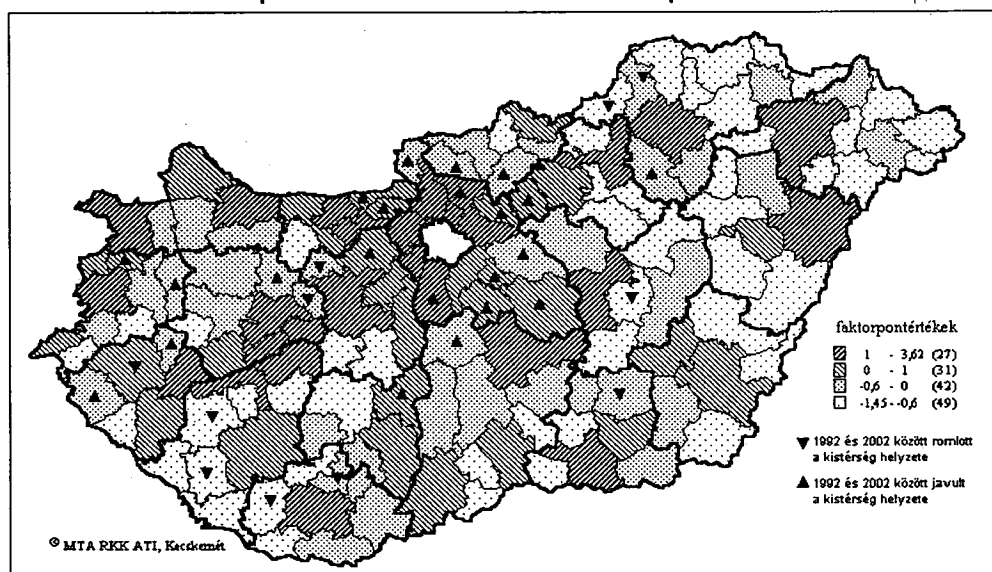 faktorpontértékek
1 - 3,62 (27)
0 - 1 (31)
-0,6 - 0 (42)
-1,45 - -0,6 (49)
1992 és 2002 között romlott
a kistérség helyzete
1992 és 2002 között javult
a kistérség helyzete
© MTA RKK ATI, Kecskemét